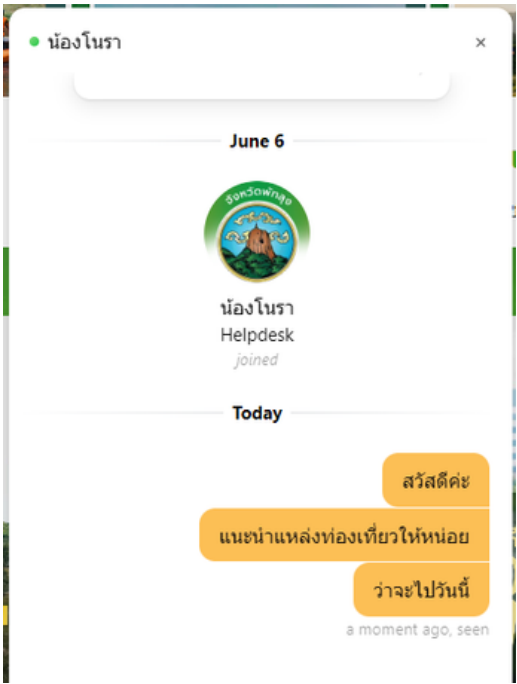 น้องโนรา
×
June 6
จังหวัดพัทลุง
น้องโนรา
Helpdesk
joined
Today
สวัสดีค่ะ
แนะนำแหล่งท่องเที่ยวให้หน่อย
ว่าจะไปวันนี้
a moment ago, seen